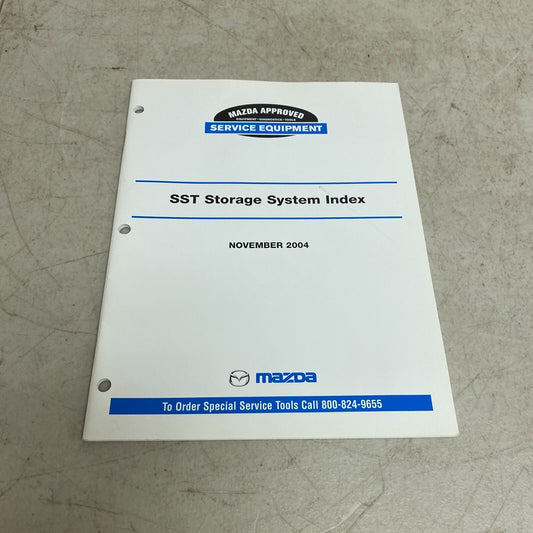 MAZDA APPROVED
EQUIPMENT • DIAGNOSTICS • TOOLS
SERVICE EQUIPMENT
SST Storage System Index
NOVEMBER 2004
mazda
To Order Special Service Tools Call 800-824-9655